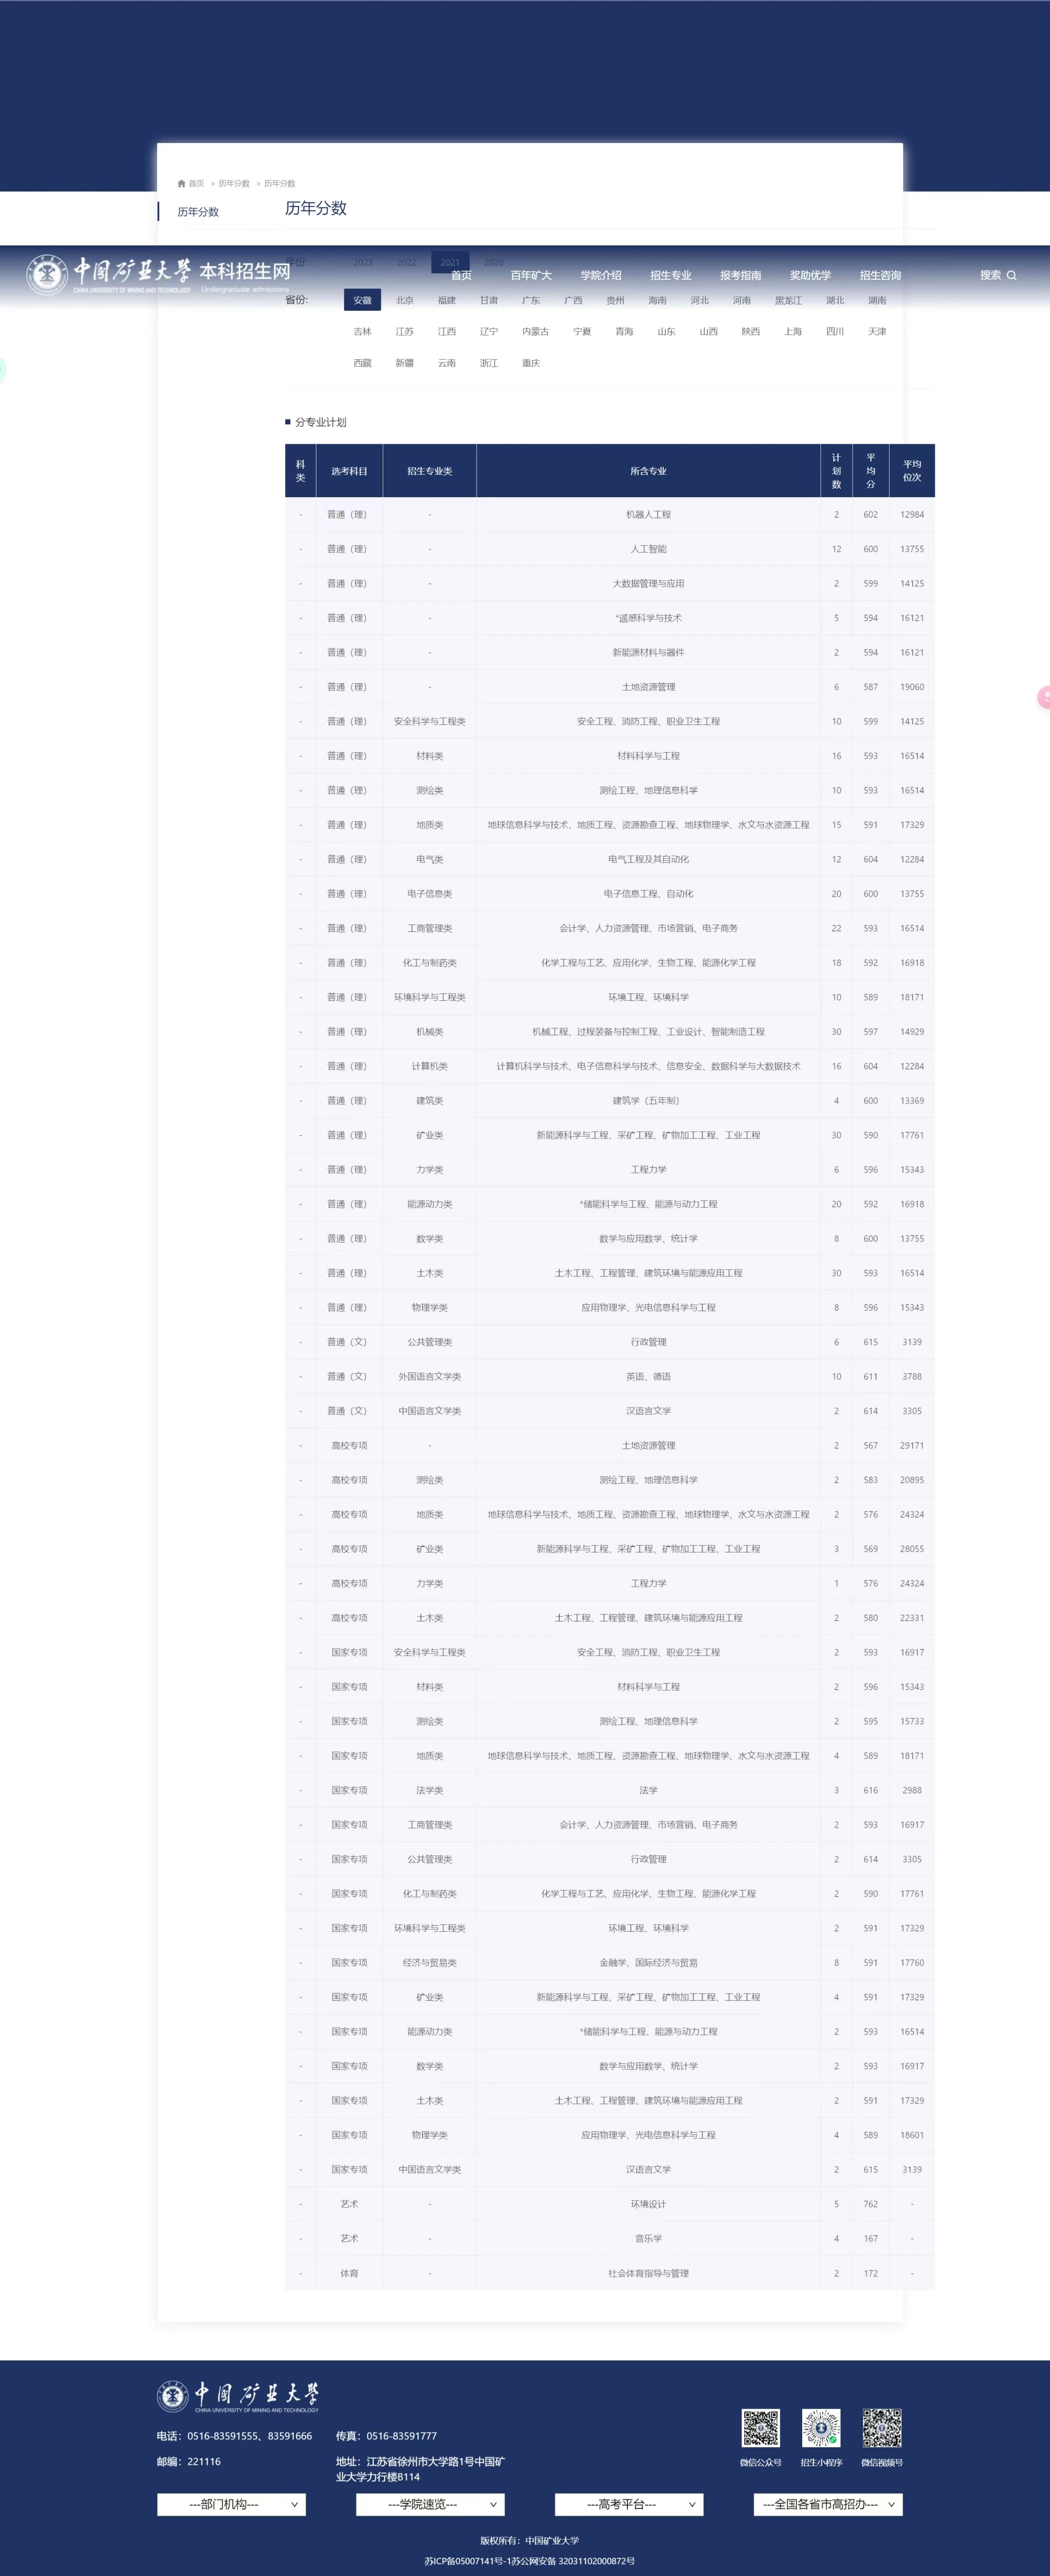 首页 > 历年分数 > 历年分数
历年分数
历年分数
年份: 2023 2022 2021 2020
中国矿业大学 本科招生网
CHINA UNIVERSITY OF MINING AND TECHNOLOGY Undergraduate admissions
首页 百年矿大 学院介绍 招生专业 报考指南 奖助优学 招生咨询 搜索
省份: 安徽 北京 福建 甘肃 广东 广西 贵州 海南 河北 河南 黑龙江 湖北 湖南
吉林 江苏 江西 辽宁 内蒙古 宁夏 青海 山东 山西 陕西 上海 四川 天津
西藏 新疆 云南 浙江 重庆
分专业计划
科类 选考科目 招生专业类 所含专业 计划数 平均分 平均位次
- 普通（理） - 机器人工程 2 602 12984
- 普通（理） - 人工智能 12 600 13755
- 普通（理） - 大数据管理与应用 2 599 14125
- 普通（理） - *遥感科学与技术 5 594 16121
- 普通（理） - 新能源材料与器件 2 594 16121
- 普通（理） - 土地资源管理 6 587 19060
- 普通（理） 安全科学与工程类 安全工程、消防工程、职业卫生工程 10 599 14125
- 普通（理） 材料类 材料科学与工程 16 593 16514
- 普通（理） 测绘类 测绘工程、地理信息科学 10 593 16514
- 普通（理） 地质类 地球信息科学与技术、地质工程、资源勘查工程、地球物理学、水文与水资源工程 15 591 17329
- 普通（理） 电气类 电气工程及其自动化 12 604 12284
- 普通（理） 电子信息类 电子信息工程、自动化 20 600 13755
- 普通（理） 工商管理类 会计学、人力资源管理、市场营销、电子商务 22 593 16514
- 普通（理） 化工与制药类 化学工程与工艺、应用化学、生物工程、能源化学工程 18 592 16918
- 普通（理） 环境科学与工程类 环境工程、环境科学 10 589 18171
- 普通（理） 机械类 机械工程、过程装备与控制工程、工业设计、智能制造工程 30 597 14929
- 普通（理） 计算机类 计算机科学与技术、电子信息科学与技术、信息安全、数据科学与大数据技术 16 604 12284
- 普通（理） 建筑类 建筑学（五年制） 4 600 13369
- 普通（理） 矿业类 新能源科学与工程、采矿工程、矿物加工工程、工业工程 30 590 17761
- 普通（理） 力学类 工程力学 6 596 15343
- 普通（理） 能源动力类 *储能科学与工程、能源与动力工程 20 592 16918
- 普通（理） 数学类 数学与应用数学、统计学 8 600 13755
- 普通（理） 土木类 土木工程、工程管理、建筑环境与能源应用工程 30 593 16514
- 普通（理） 物理学类 应用物理学、光电信息科学与工程 8 596 15343
- 普通（文） 公共管理类 行政管理 6 615 3139
- 普通（文） 外国语言文学类 英语、德语 10 611 3788
- 普通（文） 中国语言文学类 汉语言文学 2 614 3305
- 高校专项 - 土地资源管理 2 567 29171
- 高校专项 测绘类 测绘工程、地理信息科学 2 583 20895
- 高校专项 地质类 地球信息科学与技术、地质工程、资源勘查工程、地球物理学、水文与水资源工程 2 576 24324
- 高校专项 矿业类 新能源科学与工程、采矿工程、矿物加工工程、工业工程 3 569 28055
- 高校专项 力学类 工程力学 1 576 24324
- 高校专项 土木类 土木工程、工程管理、建筑环境与能源应用工程 2 580 22331
- 国家专项 安全科学与工程类 安全工程、消防工程、职业卫生工程 2 593 16917
- 国家专项 材料类 材料科学与工程 2 596 15343
- 国家专项 测绘类 测绘工程、地理信息科学 2 595 15733
- 国家专项 地质类 地球信息科学与技术、地质工程、资源勘查工程、地球物理学、水文与水资源工程 4 589 18171
- 国家专项 法学类 法学 3 616 2988
- 国家专项 工商管理类 会计学、人力资源管理、市场营销、电子商务 2 593 16917
- 国家专项 公共管理类 行政管理 2 614 3305
- 国家专项 化工与制药类 化学工程与工艺、应用化学、生物工程、能源化学工程 2 590 17761
- 国家专项 环境科学与工程类 环境工程、环境科学 2 591 17329
- 国家专项 经济与贸易类 金融学、国际经济与贸易 8 591 17760
- 国家专项 矿业类 新能源科学与工程、采矿工程、矿物加工工程、工业工程 4 591 17329
- 国家专项 能源动力类 *储能科学与工程、能源与动力工程 2 593 16514
- 国家专项 数学类 数学与应用数学、统计学 2 593 16917
- 国家专项 土木类 土木工程、工程管理、建筑环境与能源应用工程 2 591 17329
- 国家专项 物理学类 应用物理学、光电信息科学与工程 4 589 18601
- 国家专项 中国语言文学类 汉语言文学 2 615 3139
- 艺术 - 环境设计 5 762 -
- 艺术 - 音乐学 4 167 -
- 体育 - 社会体育指导与管理 2 172 -
中国矿业大学
CHINA UNIVERSITY OF MINING AND TECHNOLOGY
电话：0516-83591555、83591666 传真：0516-83591777
邮编：221116 地址：江苏省徐州市大学路1号中国矿
业大学力行楼B114
微信公众号 招生小程序 微信视频号
---部门机构--- ---学院速览--- ---高考平台--- ---全国各省市高招办---
版权所有：中国矿业大学
苏ICP备05007141号-1苏公网安备 32031102000872号